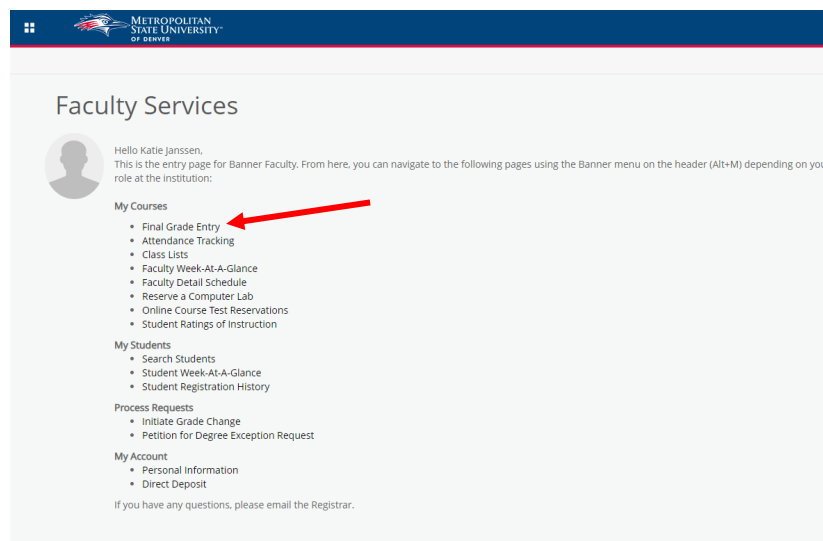 METROPOLITAN
STATE UNIVERSITY™
OF DENVER
Faculty Services
Hello Katie Janssen,
This is the entry page for Banner Faculty. From here, you can navigate to the following pages using the Banner menu on the header (Alt+M) depending on
role at the institution:
My Courses
Final Grade Entry
Attendance Tracking
Class Lists
Faculty Week-At-A-Glance
Faculty Detail Schedule
Reserve a Computer Lab
Online Course Test Reservations
Student Ratings of Instruction
My Students
Search Students
Student Week-At-A-Glance
Student Registration History
Process Requests
Initiate Grade Change
Petition for Degree Exception Request
My Account
Personal Information
Direct Deposit
If you have any questions, please email the Registrar.